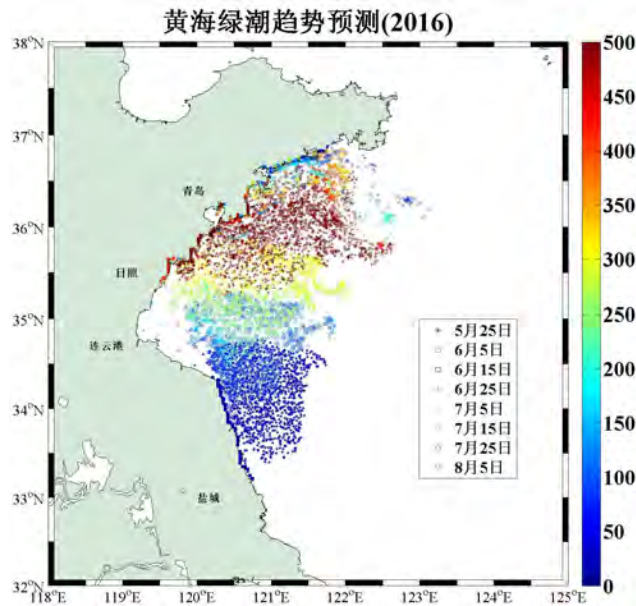 黄海绿潮趋势预测(2016)
38°N
37°N
36°N
35°N
34°N
33°N
32°N
118°E
119°E
120°E
121°E
122°E
123°E
124°E
125°E
青岛
日照
连云港
盐城
5月25日
6月5日
6月15日
6月25日
7月5日
7月15日
7月25日
8月5日
500
450
400
350
300
250
200
150
100
50
0